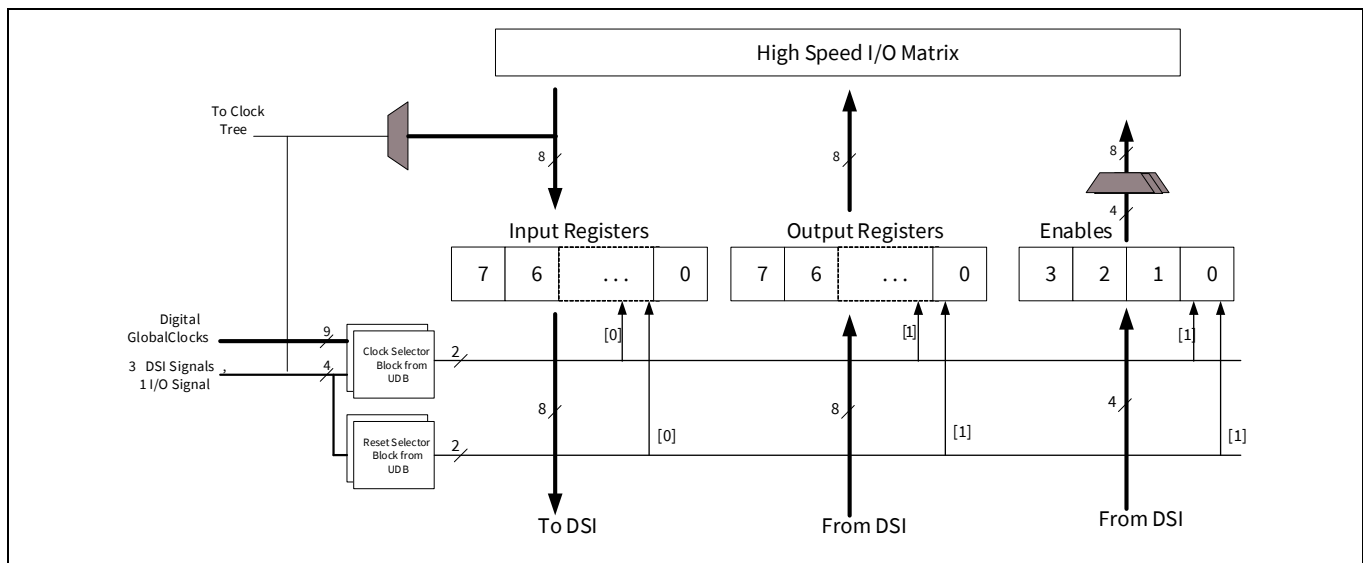 High Speed I/O Matrix
To Clock
Tree
8
8
8
4
Input Registers
Output Registers
Enables
7 6 ... 0
7 6 ... 0
3 2 1 0
Digital
GlobalClocks
9
3 DSI Signals ,
1 I/O Signal
4
Clock Selector
Block from
UDB
2
[0]
[1]
[1]
Reset Selector
Block from
UDB
2
8
[0]
8
[1]
4
[1]
To DSI
From DSI
From DSI